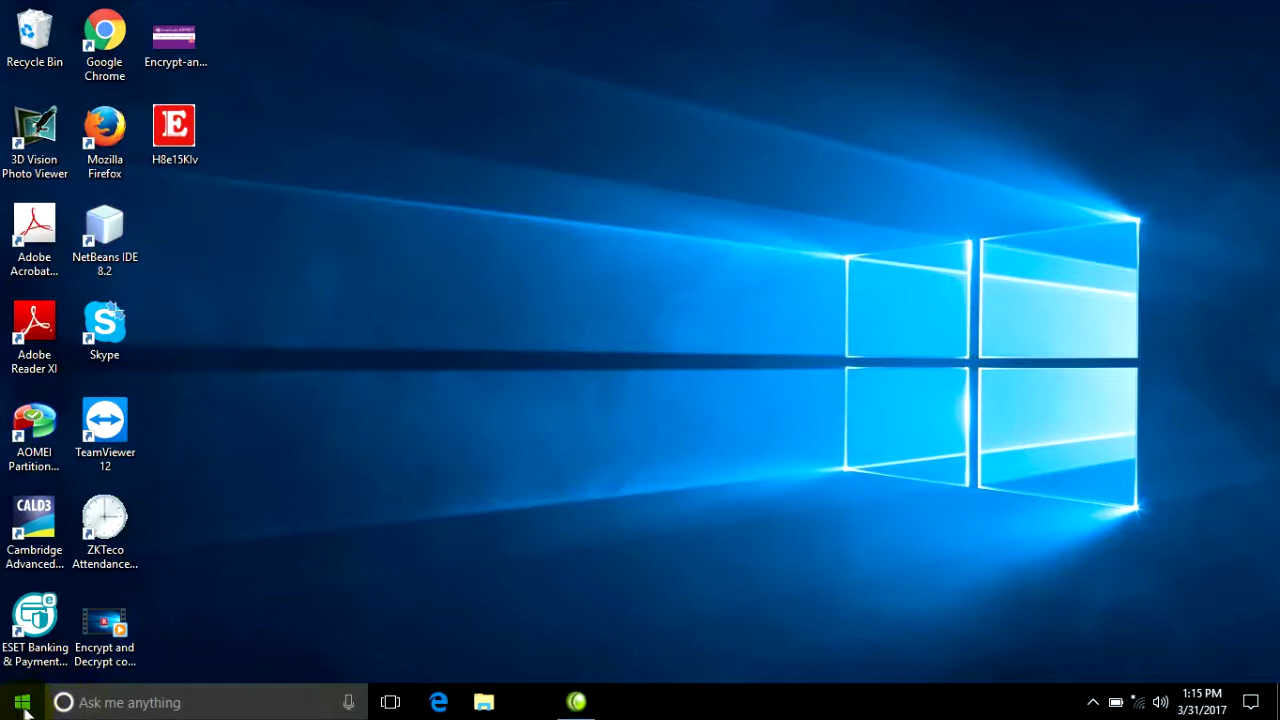 Recycle Bin
Google
Chrome
Encrypt-an...
3D Vision
Photo Viewer
Mozilla
Firefox
E
H8e15Klv
Adobe
Acrobat...
NetBeans IDE
8.2
Adobe
Reader XI
S
Skype
AOMEI
Partition...
TeamViewer
12
CALD3
Cambridge
Advanced...
ZKTeco
Attendance...
e
ESET Banking
& Payment...
Encrypt and
Decrypt co...
Ask me anything
1:15 PM
3/31/2017